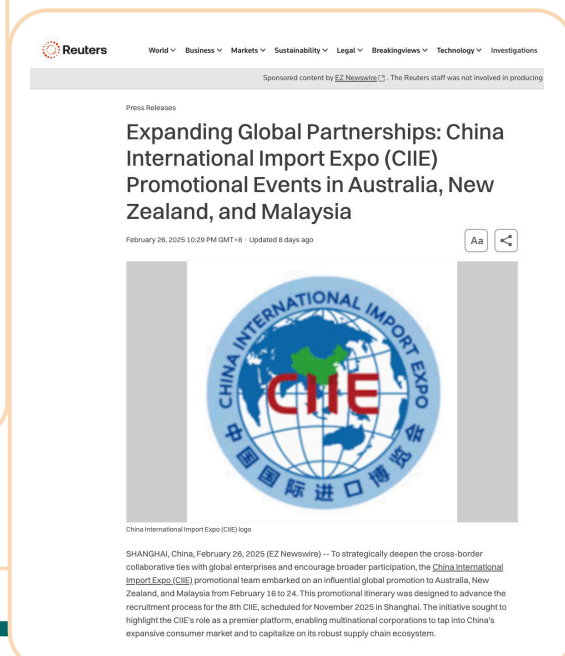 Reuters
World Business Markets Sustainability Legal Breakingviews Technology Investigations
Sponsored content by EZ Newswire . The Reuters staff was not involved in producing
Press Releases
Expanding Global Partnerships: China
International Import Expo (CIIE)
Promotional Events in Australia, New
Zealand, and Malaysia
February 26, 2025 10:29 PM GMT+8 · Updated 8 days ago
Aa
CHINA INTERNATIONAL IMPORT EXPO
CIIE
中国国际进口博览会
China International Import Expo (CIIE) logo
SHANGHAI, China, February 26, 2025 (EZ Newswire) -- To strategically deepen the cross-border
collaborative ties with global enterprises and encourage broader participation, the China International
Import Expo (CIIE) promotional team embarked on an influential global promotion to Australia, New
Zealand, and Malaysia from February 16 to 24. This promotional itinerary was designed to advance the
recruitment process for the 8th CIIE, scheduled for November 2025 in Shanghai. The initiative sought to
highlight the CIIE's role as a premier platform, enabling multinational corporations to tap into China's
expansive consumer market and to capitalize on its robust supply chain ecosystem.